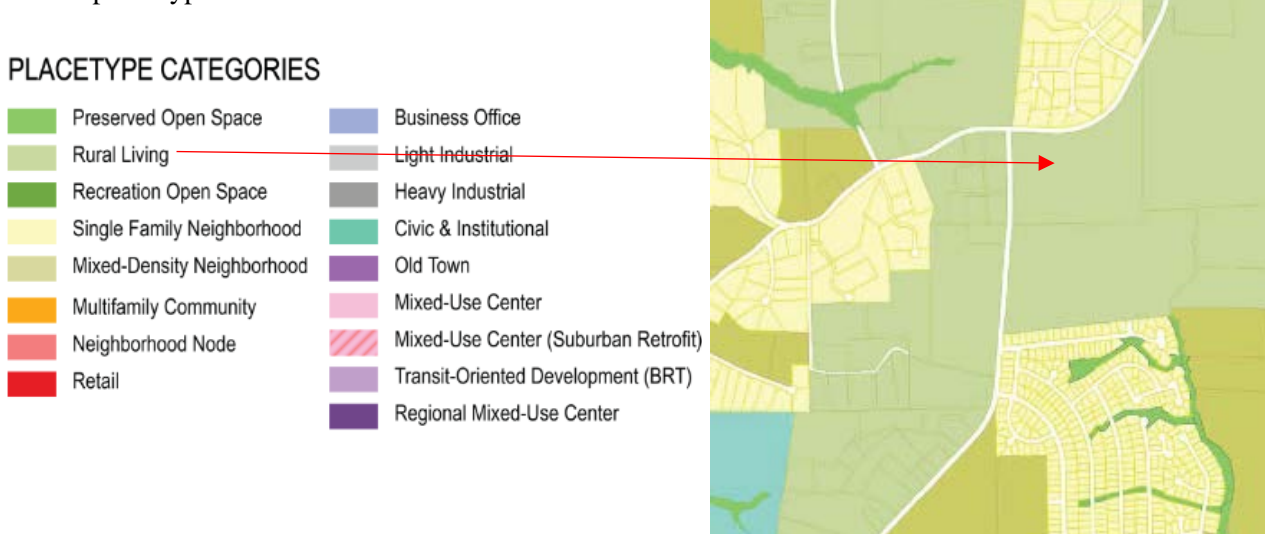 PLACETYPE CATEGORIES
Preserved Open Space
Rural Living
Recreation Open Space
Single Family Neighborhood
Mixed-Density Neighborhood
Multifamily Community
Neighborhood Node
Retail
Business Office
Light Industrial
Heavy Industrial
Civic & Institutional
Old Town
Mixed-Use Center
Mixed-Use Center (Suburban Retrofit)
Transit-Oriented Development (BRT)
Regional Mixed-Use Center